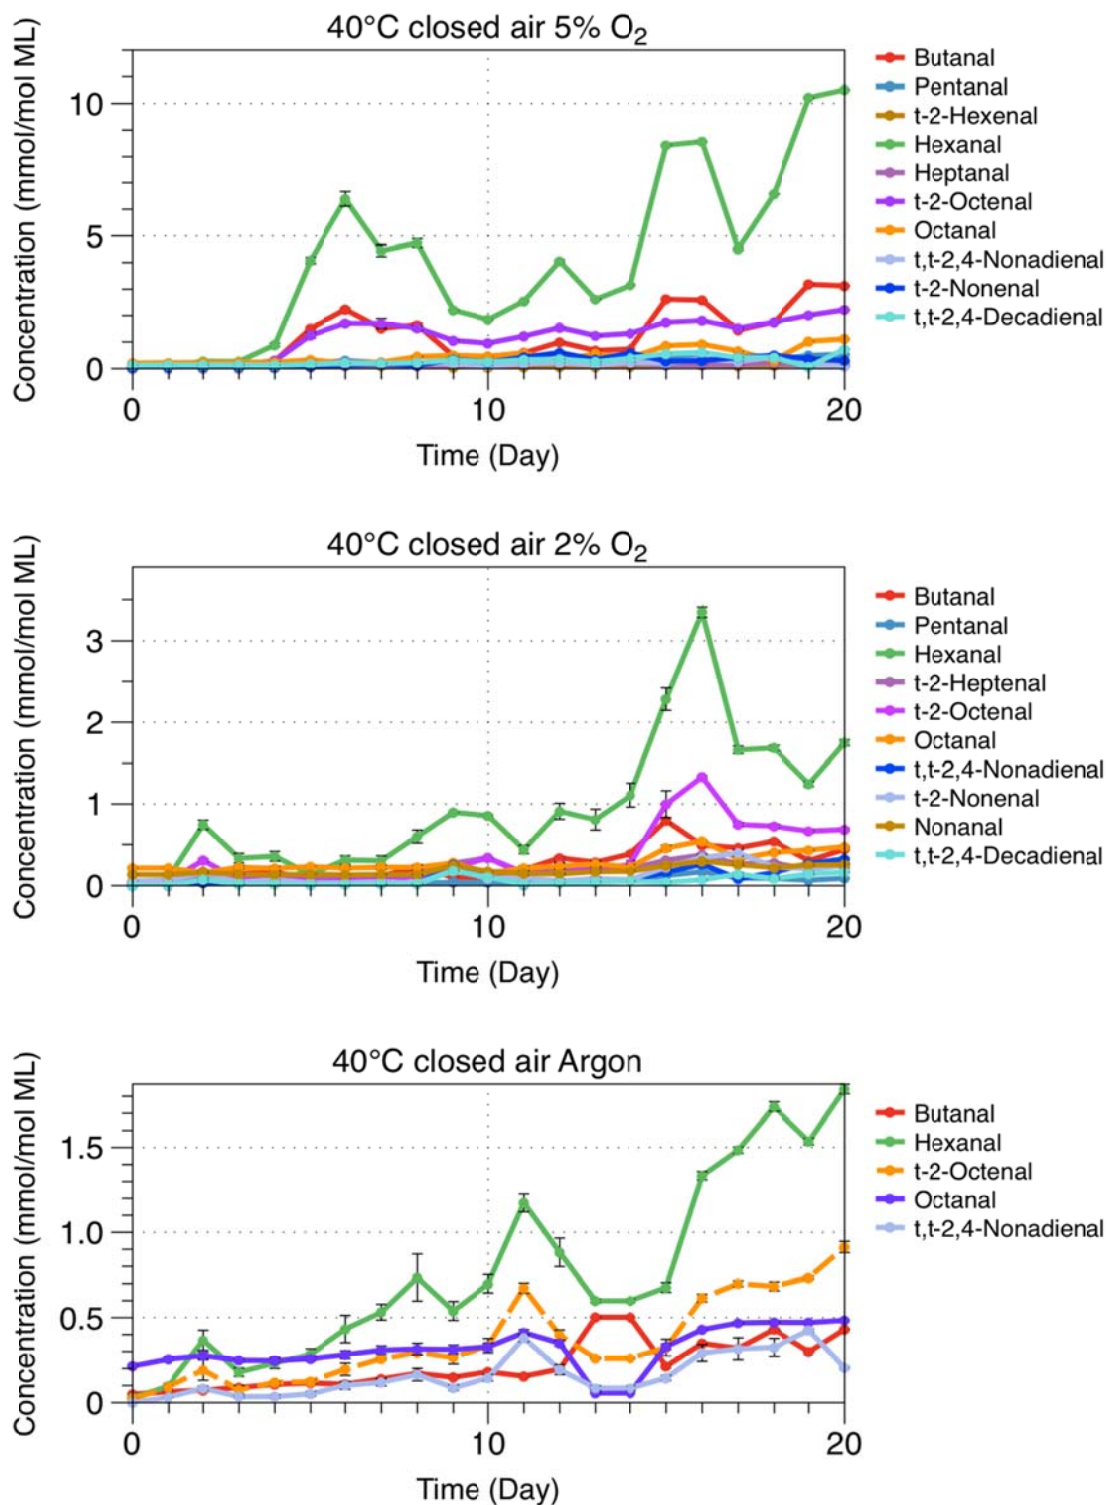 40°C closed air 5% O2
Concentration (mmol/mol ML)
10
5
0
0
10
20
Time (Day)
Butanal
Pentanal
t-2-Hexenal
Hexanal
Heptanal
t-2-Octenal
Octanal
t,t-2,4-Nonadienal
t-2-Nonenal
t,t-2,4-Decadienal
40°C closed air 2% O2
Concentration (mmol/mol ML)
3
2
1
0
0
10
20
Time (Day)
Butanal
Pentanal
Hexanal
t-2-Heptenal
t-2-Octenal
Octanal
t,t-2,4-Nonadienal
t-2-Nonenal
Nonanal
t,t-2,4-Decadienal
40°C closed air Argon
Concentration (mmol/mol ML)
1.5
1.0
0.5
0
0
10
20
Time (Day)
Butanal
Hexanal
t-2-Octenal
Octanal
t,t-2,4-Nonadienal